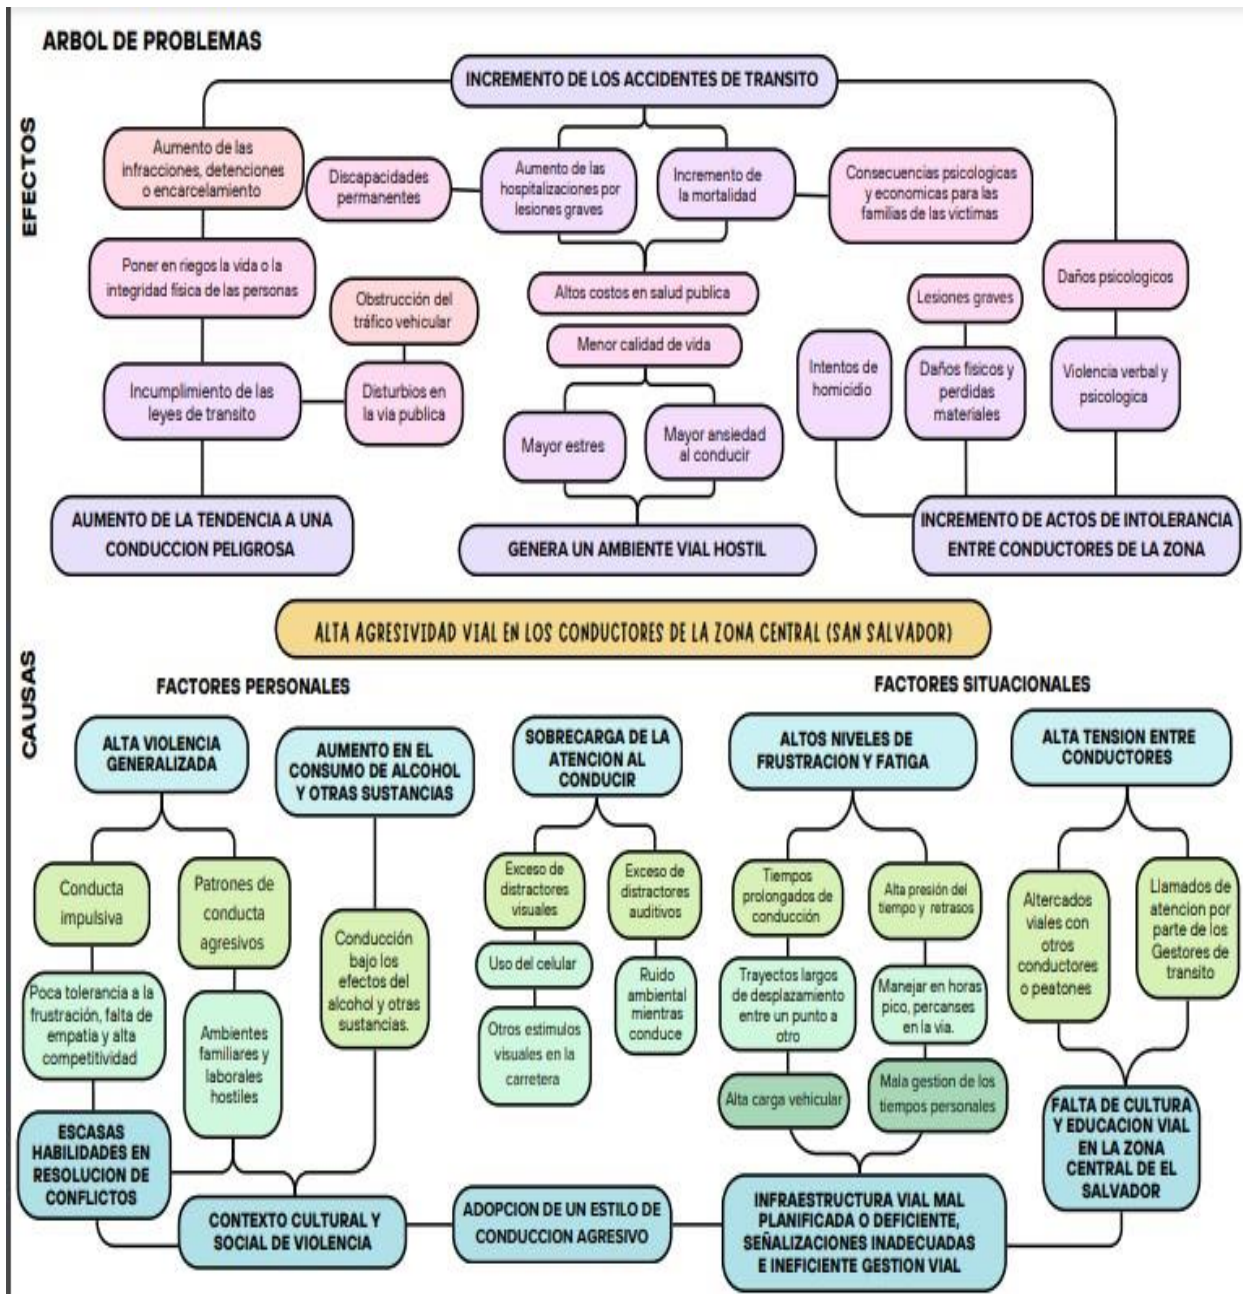 ARBOL DE PROBLEMAS
EFECTOS
INCREMENTO DE LOS ACCIDENTES DE TRANSITO
Aumento de las
infracciones, detenciones
o encarcelamiento
Discapacidades
permanentes
Aumento de las
hospitalizaciones por
lesiones graves
Incremento de
la mortalidad
Consecuencias psicologicas
y economicas para las
familias de las victimas
Poner en riegos la vida o la
integridad física de las personas
Obstrucción del
tráfico vehicular
Altos costos en salud publica
Lesiones graves
Daños psicologicos
Menor calidad de vida
Incumplimiento de las
leyes de transito
Disturbios en
la via publica
Intentos de
homicidio
Daños fisicos y
perdidas
materiales
Violencia verbal y
psicologica
Mayor estres
Mayor ansiedad
al conducir
AUMENTO DE LA TENDENCIA A UNA
CONDUCCION PELIGROSA
GENERA UN AMBIENTE VIAL HOSTIL
INCREMENTO DE ACTOS DE INTOLERANCIA
ENTRE CONDUCTORES DE LA ZONA
ALTA AGRESIVIDAD VIAL EN LOS CONDUCTORES DE LA ZONA CENTRAL (SAN SALVADOR)
CAUSAS
FACTORES PERSONALES
FACTORES SITUACIONALES
ALTA VIOLENCIA
GENERALIZADA
AUMENTO EN EL
CONSUMO DE ALCOHOL
Y OTRAS SUSTANCIAS
SOBRECARGA DE LA
ATENCION AL
CONDUCIR
ALTOS NIVELES DE
FRUSTRACION Y FATIGA
ALTA TENSION ENTRE
CONDUCTORES
Conducta
impulsiva
Patrones de
conducta
agresivos
Conducción
bajo los
efectos del
alcohol y otras
sustancias.
Exceso de
distractores
visuales
Exceso de
distractores
auditivos
Tiempos
prolongados de
conducción
Alta presión del
tiempo y retrasos
Altercados
viales con
otros
conductores
o peatones
Llamados de
atencion por
parte de los
Gestores de
transito
Poca tolerancia a la
frustración, falta de
empatia y alta
competitividad
Ambientes
familiares y
laborales
hostiles
Uso del celular
Otros estimulos
visuales en la
carretera
Ruido
ambiental
mientras
conduce
Trayectos largos
de desplazamiento
entre un punto a
otro
Manejar en horas
pico, percanses
en la via.
Alta carga vehicular
Mala gestion de los
tiempos personales
ESCASAS
HABILIDADES EN
RESOLUCION DE
CONFLICTOS
CONTEXTO CULTURAL Y
SOCIAL DE VIOLENCIA
ADOPCION DE UN ESTILO DE
CONDUCCION AGRESIVO
INFRAESTRUCTURA VIAL MAL
PLANIFICADA O DEFICIENTE,
SEÑALIZACIONES INADECUADAS
E INEFICIENTE GESTION VIAL
FALTA DE CULTURA
Y EDUCACION VIAL
EN LA ZONA
CENTRAL DE EL
SALVADOR